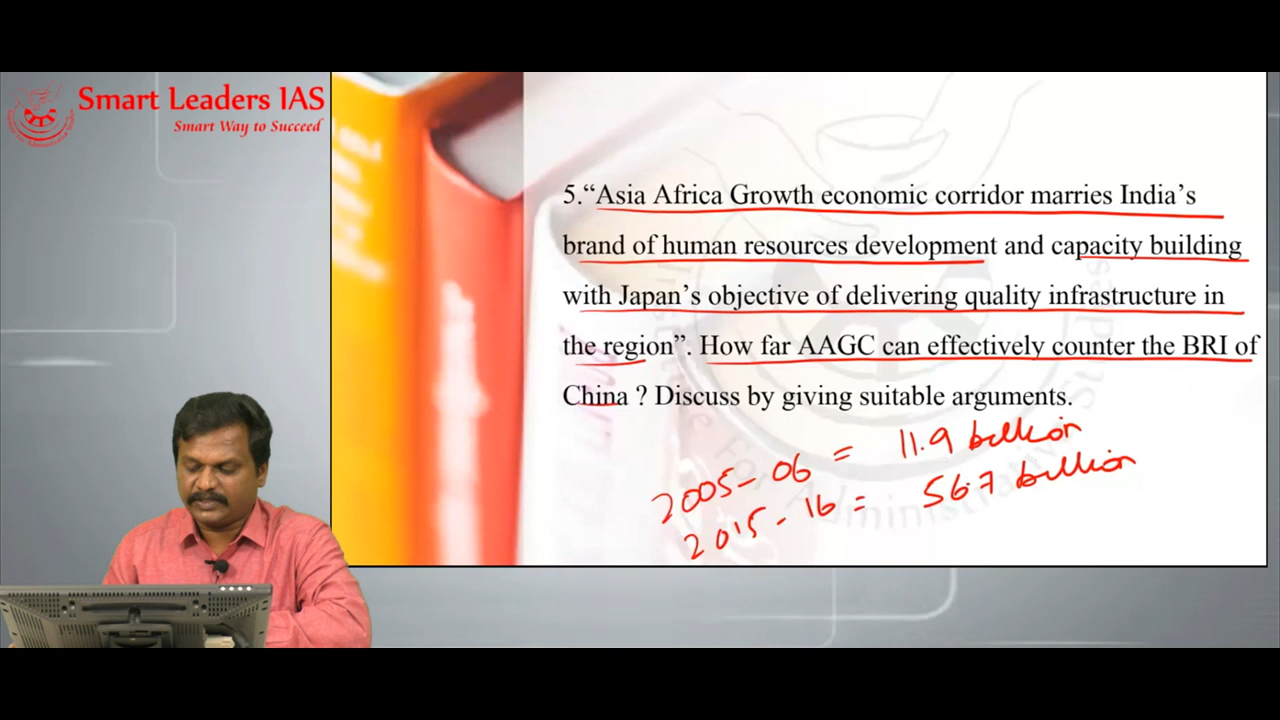 Smart Leaders IAS
Smart Way to Succeed
5.“Asia Africa Growth economic corridor marries India’s
brand of human resources development and capacity building
with Japan’s objective of delivering quality infrastructure in
the region”. How far AAGC can effectively counter the BRI of
China ? Discuss by giving suitable arguments.
2005-06 = 11.9 billion
2015-16 = 56.7 billion